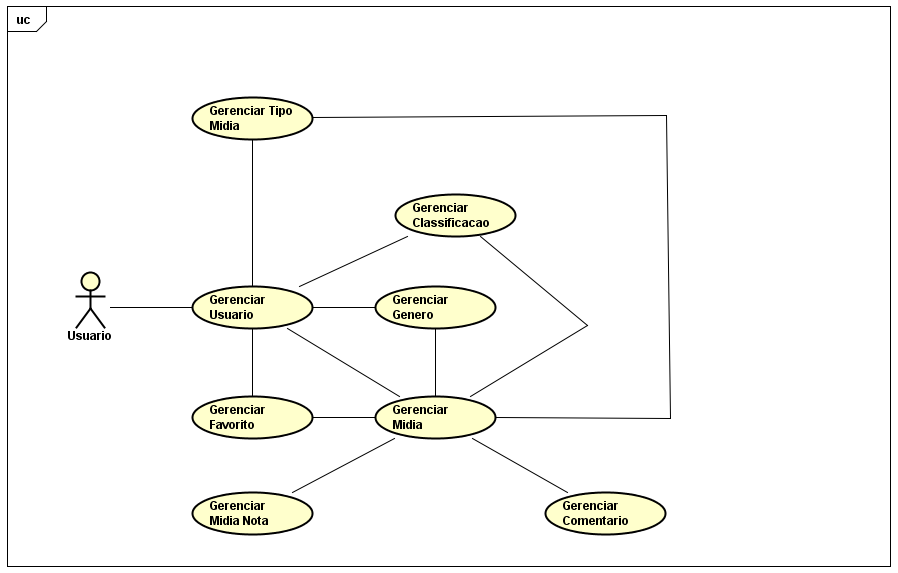 uc
Gerenciar Tipo
Midia
Gerenciar
Classificacao
Usuario
Gerenciar
Usuario
Gerenciar
Genero
Gerenciar
Favorito
Gerenciar
Midia
Gerenciar
Midia Nota
Gerenciar
Comentario